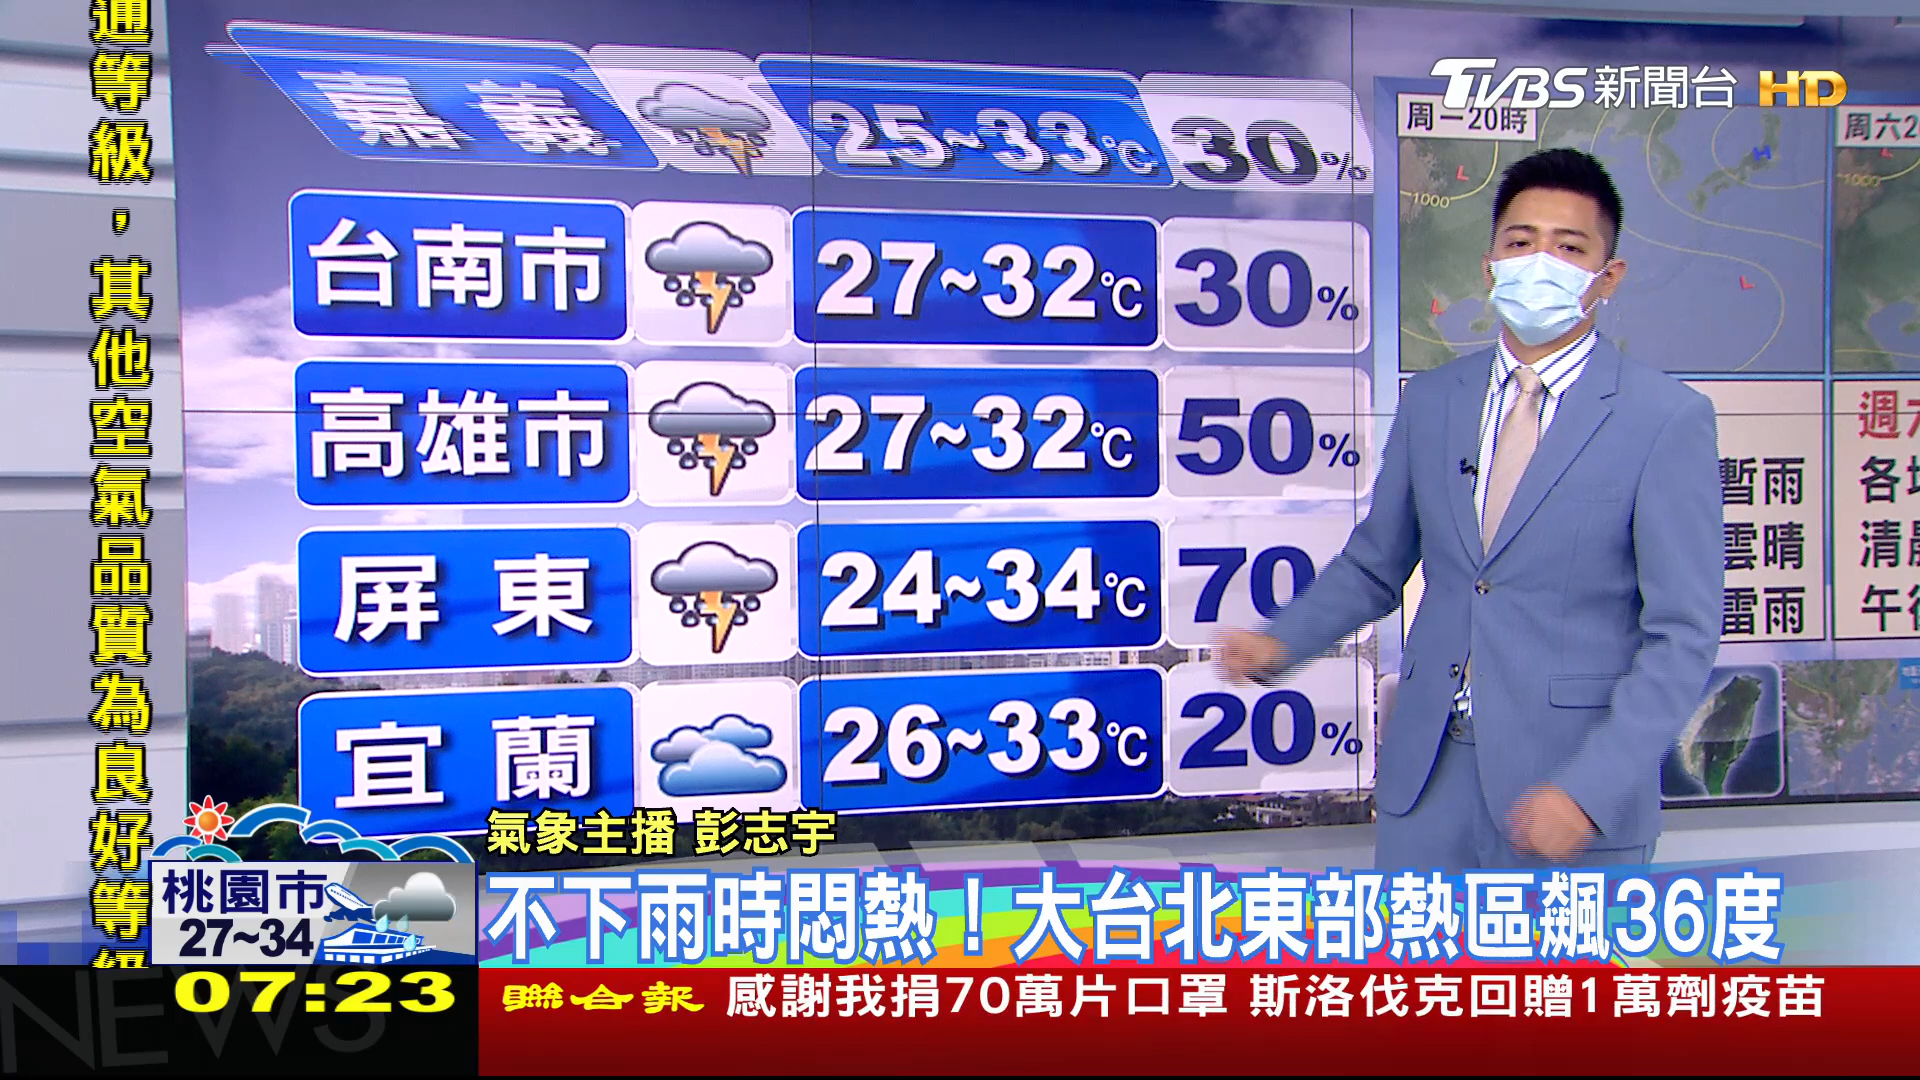 通等級，其他空氣品質為良好等級
TVBS新聞台 HD
嘉義 25~33℃ 30%
台南市 27~32℃ 30%
高雄市 27~32℃ 50%
屏東 24~34℃ 70
宜蘭 26~33℃ 20%
周一20時
1000
L
H
L
L
暫雨
雲晴
雷雨
周六2
1000
各
清
午
氣象主播 彭志宇
桃園市
27~34
不下雨時悶熱！大台北東部熱區飆36度
07:23
NEWS
聯合報 感謝我捐70萬片口罩 斯洛伐克回贈1萬劑疫苗